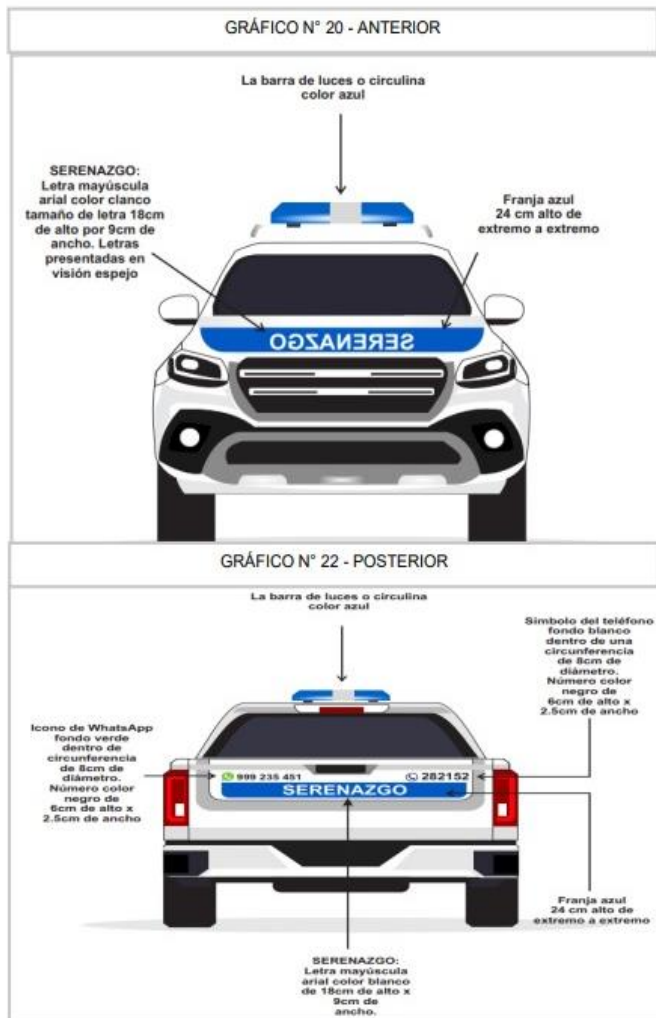 GRÁFICO N° 20 - ANTERIOR
La barra de luces o circulina
color azul
SERENAZGO:
Letra mayúscula
arial color clanco
tamaño de letra 18cm
de alto por 9cm de
ancho. Letras
presentadas en
visión espejo
Franja azul
24 cm alto de
extremo a extremo
SERENAZGO
GRÁFICO N° 22 - POSTERIOR
La barra de luces o circulina
color azul
Simbolo del teléfono
fondo blanco
dentro de una
circunferencia
de 8cm de
diámetro.
Número color
negro de
6cm de alto x
2.5cm de ancho
Icono de WhatsApp
fondo verde
dentro de
circunferencia
de 8cm de
diámetro.
Número color
negro de
6cm de alto x
2.5cm de ancho
999 235 451
282152
SERENAZGO
Franja azul
24 cm alto de
extremo a extremo
SERENAZGO:
Letra mayúscula
arial color blanco
de 18cm de alto x
9cm de
ancho.